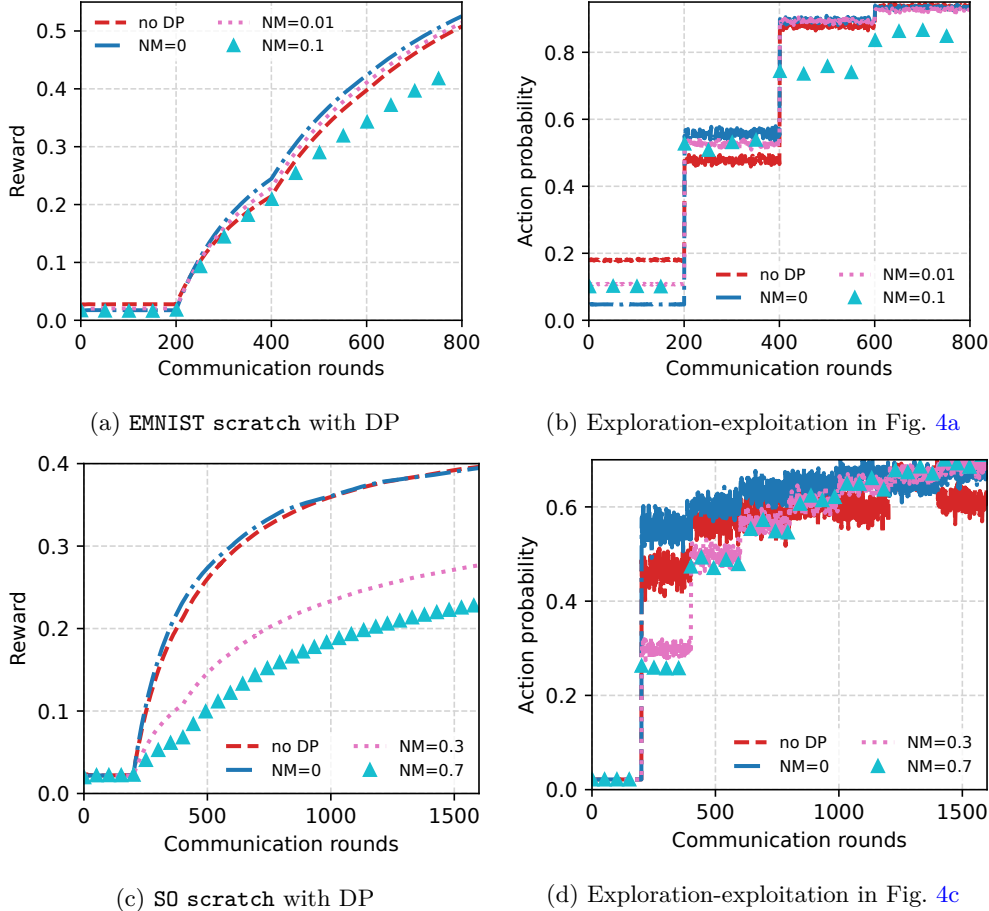 0.5
0.4
0.3
0.2
0.1
0.0
Reward
no DP
NM=0
NM=0.01
NM=0.1
0 200 400 600 800
Communication rounds
(a) EMNIST scratch with DP
0.8
0.6
0.4
0.2
0.0
Action probability
no DP
NM=0
NM=0.01
NM=0.1
0 200 400 600 800
Communication rounds
(b) Exploration-exploitation in Fig. 4a
0.4
0.3
0.2
0.1
0.0
Reward
no DP
NM=0
NM=0.3
NM=0.7
0 500 1000 1500
Communication rounds
(c) SO scratch with DP
0.6
0.4
0.2
0.0
Action probability
no DP
NM=0
NM=0.3
NM=0.7
0 500 1000 1500
Communication rounds
(d) Exploration-exploitation in Fig. 4c